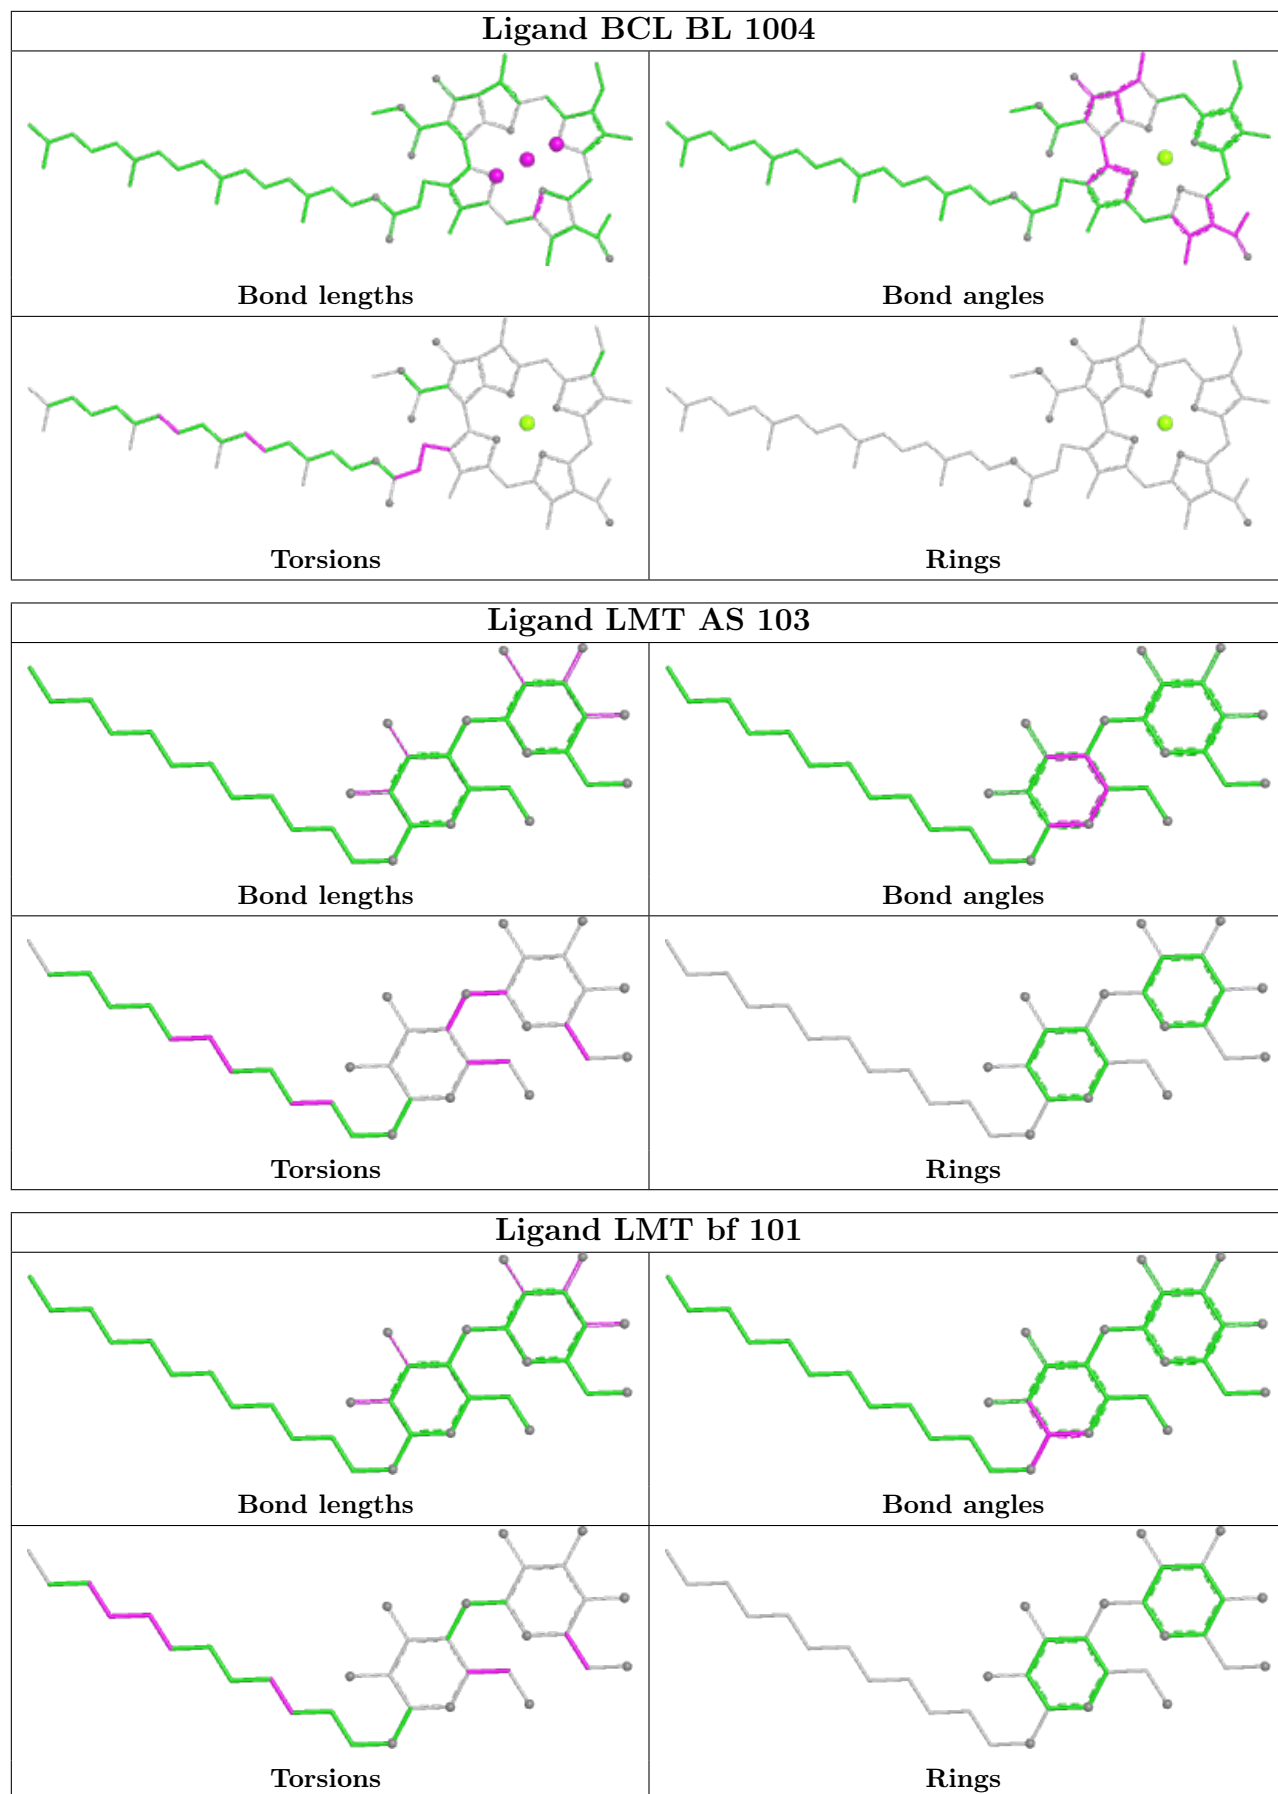 Ligand BCL BL 1004
Bond lengths
Bond angles
Torsions
Rings
Ligand LMT AS 103
Bond lengths
Bond angles
Torsions
Rings
Ligand LMT bf 101
Bond lengths
Bond angles
Torsions
Rings